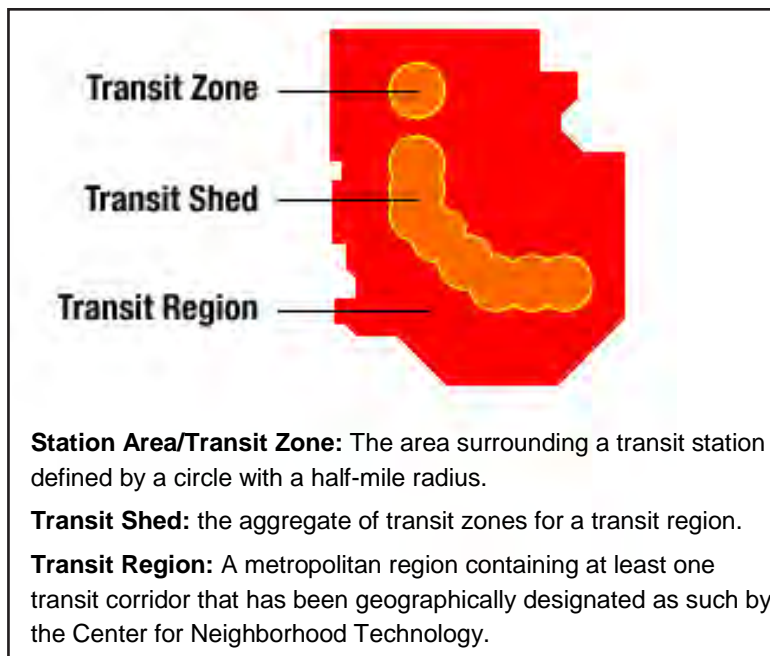 Transit Zone
Transit Shed
Transit Region
Station Area/Transit Zone: The area surrounding a transit station
defined by a circle with a half-mile radius.
Transit Shed: the aggregate of transit zones for a transit region.
Transit Region: A metropolitan region containing at least one
transit corridor that has been geographically designated as such by
the Center for Neighborhood Technology.